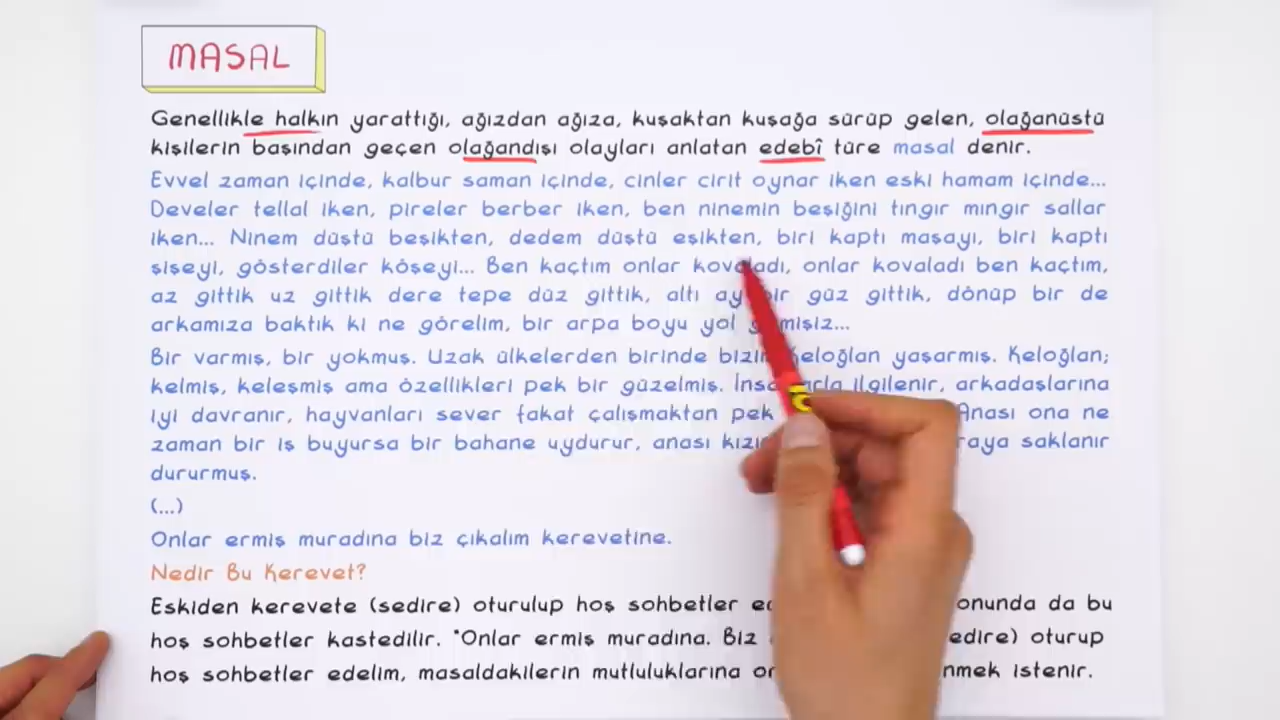 MASAL
Genellikle halkın yarattığı, ağızdan ağıza, kuşaktan kuşağa sürüp gelen, olağanüstü
kişilerin başından geçen olağandışı olayları anlatan edebî türe masal denir.
Evvel zaman içinde, kalbur saman içinde, cinler cirit oynar iken eski hamam içinde...
Develer tellal iken, pireler berber iken, ben ninemin beşiğini tıngır mıngır sallar
iken... Ninem düştü beşikten, dedem düştü eşikten, biri kaptı maşayı, biri kaptı
şişeyi, gösterdiler köşeyi... Ben kaçtım onlar kovaladı, onlar kovaladı ben kaçtım,
az gittik uz gittik dere tepe düz gittik, altı ay bir güz gittik, dönüp bir de
arkamıza baktık ki ne görelim, bir arpa boyu yol
Bir varmış, bir yokmuş. Uzak ülkelerden birinde bizim Keloğlan yaşarmış. Keloğlan;
kelmiş, keleşmiş ama özellikleri pek bir güzelmiş. İnsanlarla ilgilenir, arkadaşlarına
iyi davranır, hayvanları sever fakat çalışmaktan pek Anası ona ne
zaman bir iş buyursa bir bahane uydurur, anası saklanır
dururmuş.
(...)
Onlar ermiş muradına biz çıkalım kerevetine.
Nedir Bu Kerevet?
Eskiden kerevete (sedire) oturulup hoş sohbetler da bu
hoş sohbetler kastedilir. "Onlar ermiş muradına. Biz oturup
hoş sohbetler edelim, masaldakilerin mutluluklarına istenir.